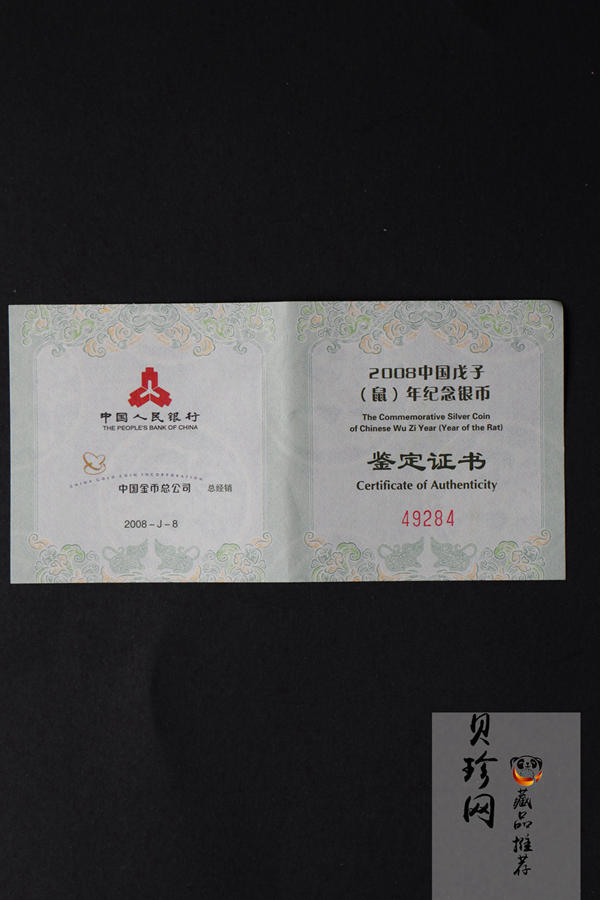 中国人民银行
THE PEOPLE'S BANK OF CHINA
CHINA GOLD COIN INCORPORATION
中国金币总公司 总经销
2008-J-8
2008中国戊子
（鼠）年纪念银币
The Commemorative Silver Coin
of Chinese Wu Zi Year (Year of the Rat)
鉴定证书
Certificate of Authenticity
49284
贝珍网
藏品推荐